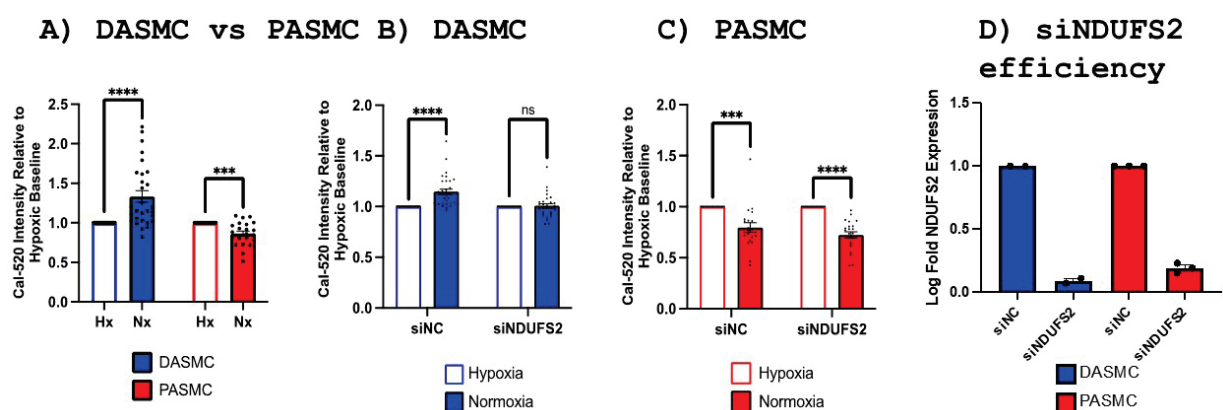 A) DASMC vs PASMC
B) DASMC
C) PASMC
D) siNDUFS2
efficiency
Cal-520 Intensity Relative to
Hypoxic Baseline
2.5
2.0
1.5
1.0
0.5
0.0
****
***
Hx
Nx
Hx
Nx
DASMC
PASMC
Cal-520 Intensity Relative to
Hypoxic Baseline
2.0
1.5
1.0
0.5
0.0
****
ns
siNC
siNDUFS2
Hypoxia
Normoxia
Cal-520 Intensity Relative to
Hypoxic Baseline
2.0
1.5
1.0
0.5
0.0
***
****
siNC
siNDUFS2
Hypoxia
Normoxia
Log Fold NDUFS2 Expression
1.5
1.0
0.5
0.0
siNC
siNDUFS2
siNC
siNDUFS2
DASMC
PASMC